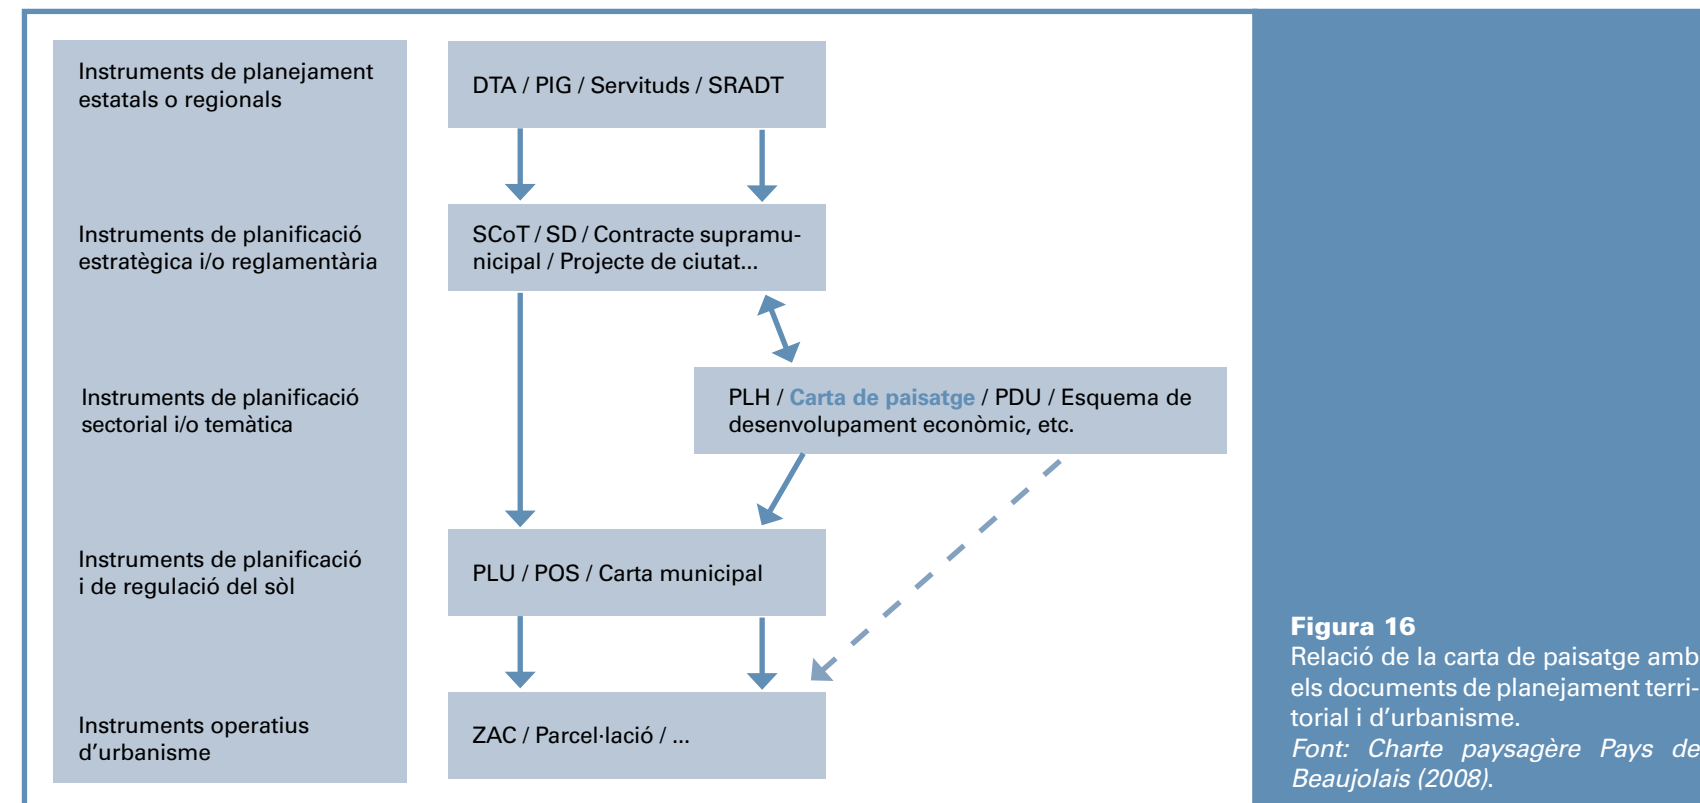 Instruments de planejament
estatals o regionals
DTA / PIG / Servituds / SRADT
Instruments de planificació
estratègica i/o reglamentària
SCoT / SD / Contracte supramu-
nicipal / Projecte de ciutat...
Instruments de planificació
sectorial i/o temàtica
PLH / Carta de paisatge / PDU / Esquema de
desenvolupament econòmic, etc.
Instruments de planificació
i de regulació del sòl
PLU / POS / Carta municipal
Instruments operatius
d’urbanisme
ZAC / Parcel·lació / ...
Figura 16
Relació de la carta de paisatge amb
els documents de planejament terri-
torial i d’urbanisme.
Font: Charte paysagère Pays de
Beaujolais (2008).